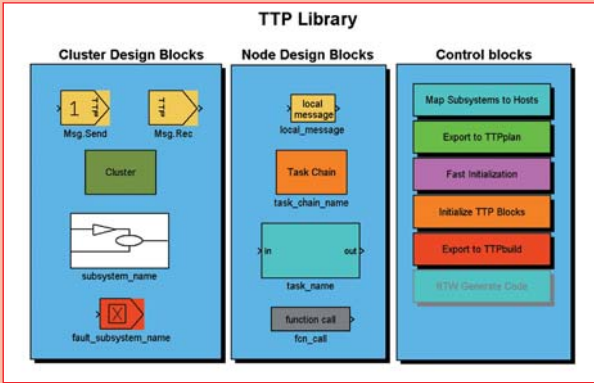 TTP Library
Cluster Design Blocks
1
TTP
Msg.Send
TTP
Msg.Rec
Cluster
subsystem_name
X
fault_subsystem_name
Node Design Blocks
local
message
local_message
Task Chain
task_chain_name
in
out
task_name
function call
fcn_call
Control blocks
Map Subsystems to Hosts
Export to TTPplan
Fast Initialization
Initialize TTP Blocks
Export to TTPbuild
RTW Generate Code